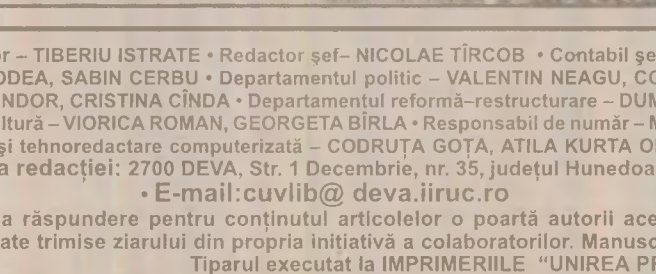 or – TIBERIU ISTRATE • Redactor şef– NICOLAE TÎRCOB • Contabil şe
ODEA, SABIN CERBU • Departamentul politic – VALENTIN NEAGU, CO
NDOR, CRISTINA CÎNDA • Departamentul reformă–restructurare – DUM
ltură – VIORICA ROMAN, GEORGETA BÎRLA • Responsabil de număr – M
şi tehnoredactare computerizată – CODRUŢA GOŢA, ATILA KURTA O
a redacţiei: 2700 DEVA, Str. 1 Decembrie, nr. 35, judeţul Hunedoa
• E-mail:cuvlib@ deva.iiruc.ro
a răspundere pentru conţinutul articolelor o poartă autorii ace
ate trimise ziarului din propria iniţiativă a colaboratorilor. Manusc
Tiparul executat la IMPRIMERIILE "UNIREA PR